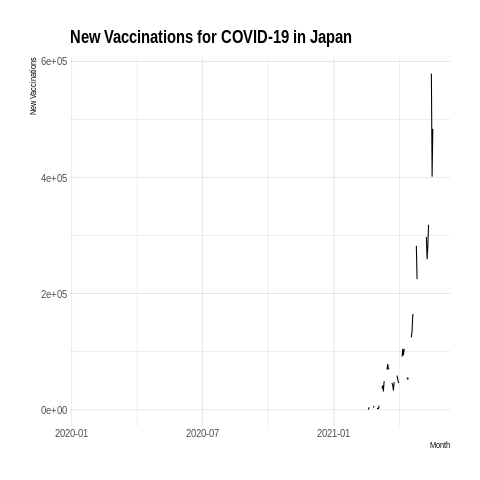 New Vaccinations for COVID-19 in Japan
New Vaccinations
6e+05
4e+05
2e+05
0e+00
2020-01
2020-07
2021-01
Month